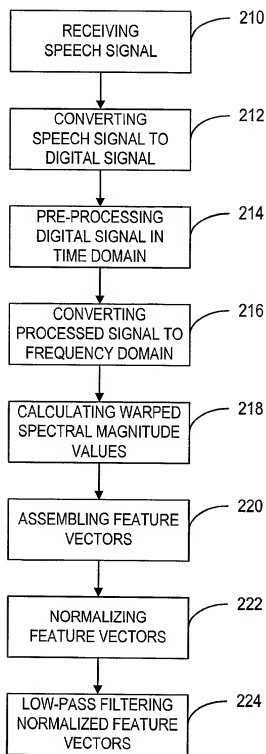 RECEIVING
SPEECH SIGNAL
210
CONVERTING
SPEECH SIGNAL TO
DIGITAL SIGNAL
212
PRE-PROCESSING
DIGITAL SIGNAL IN
TIME DOMAIN
214
CONVERTING
PROCESSED SIGNAL TO
FREQUENCY DOMAIN
216
CALCULATING WARPED
SPECTRAL MAGNITUDE
VALUES
218
ASSEMBLING FEATURE
VECTORS
220
NORMALIZING
FEATURE VECTORS
222
LOW-PASS FILTERING
NORMALIZED FEATURE
VECTORS
224